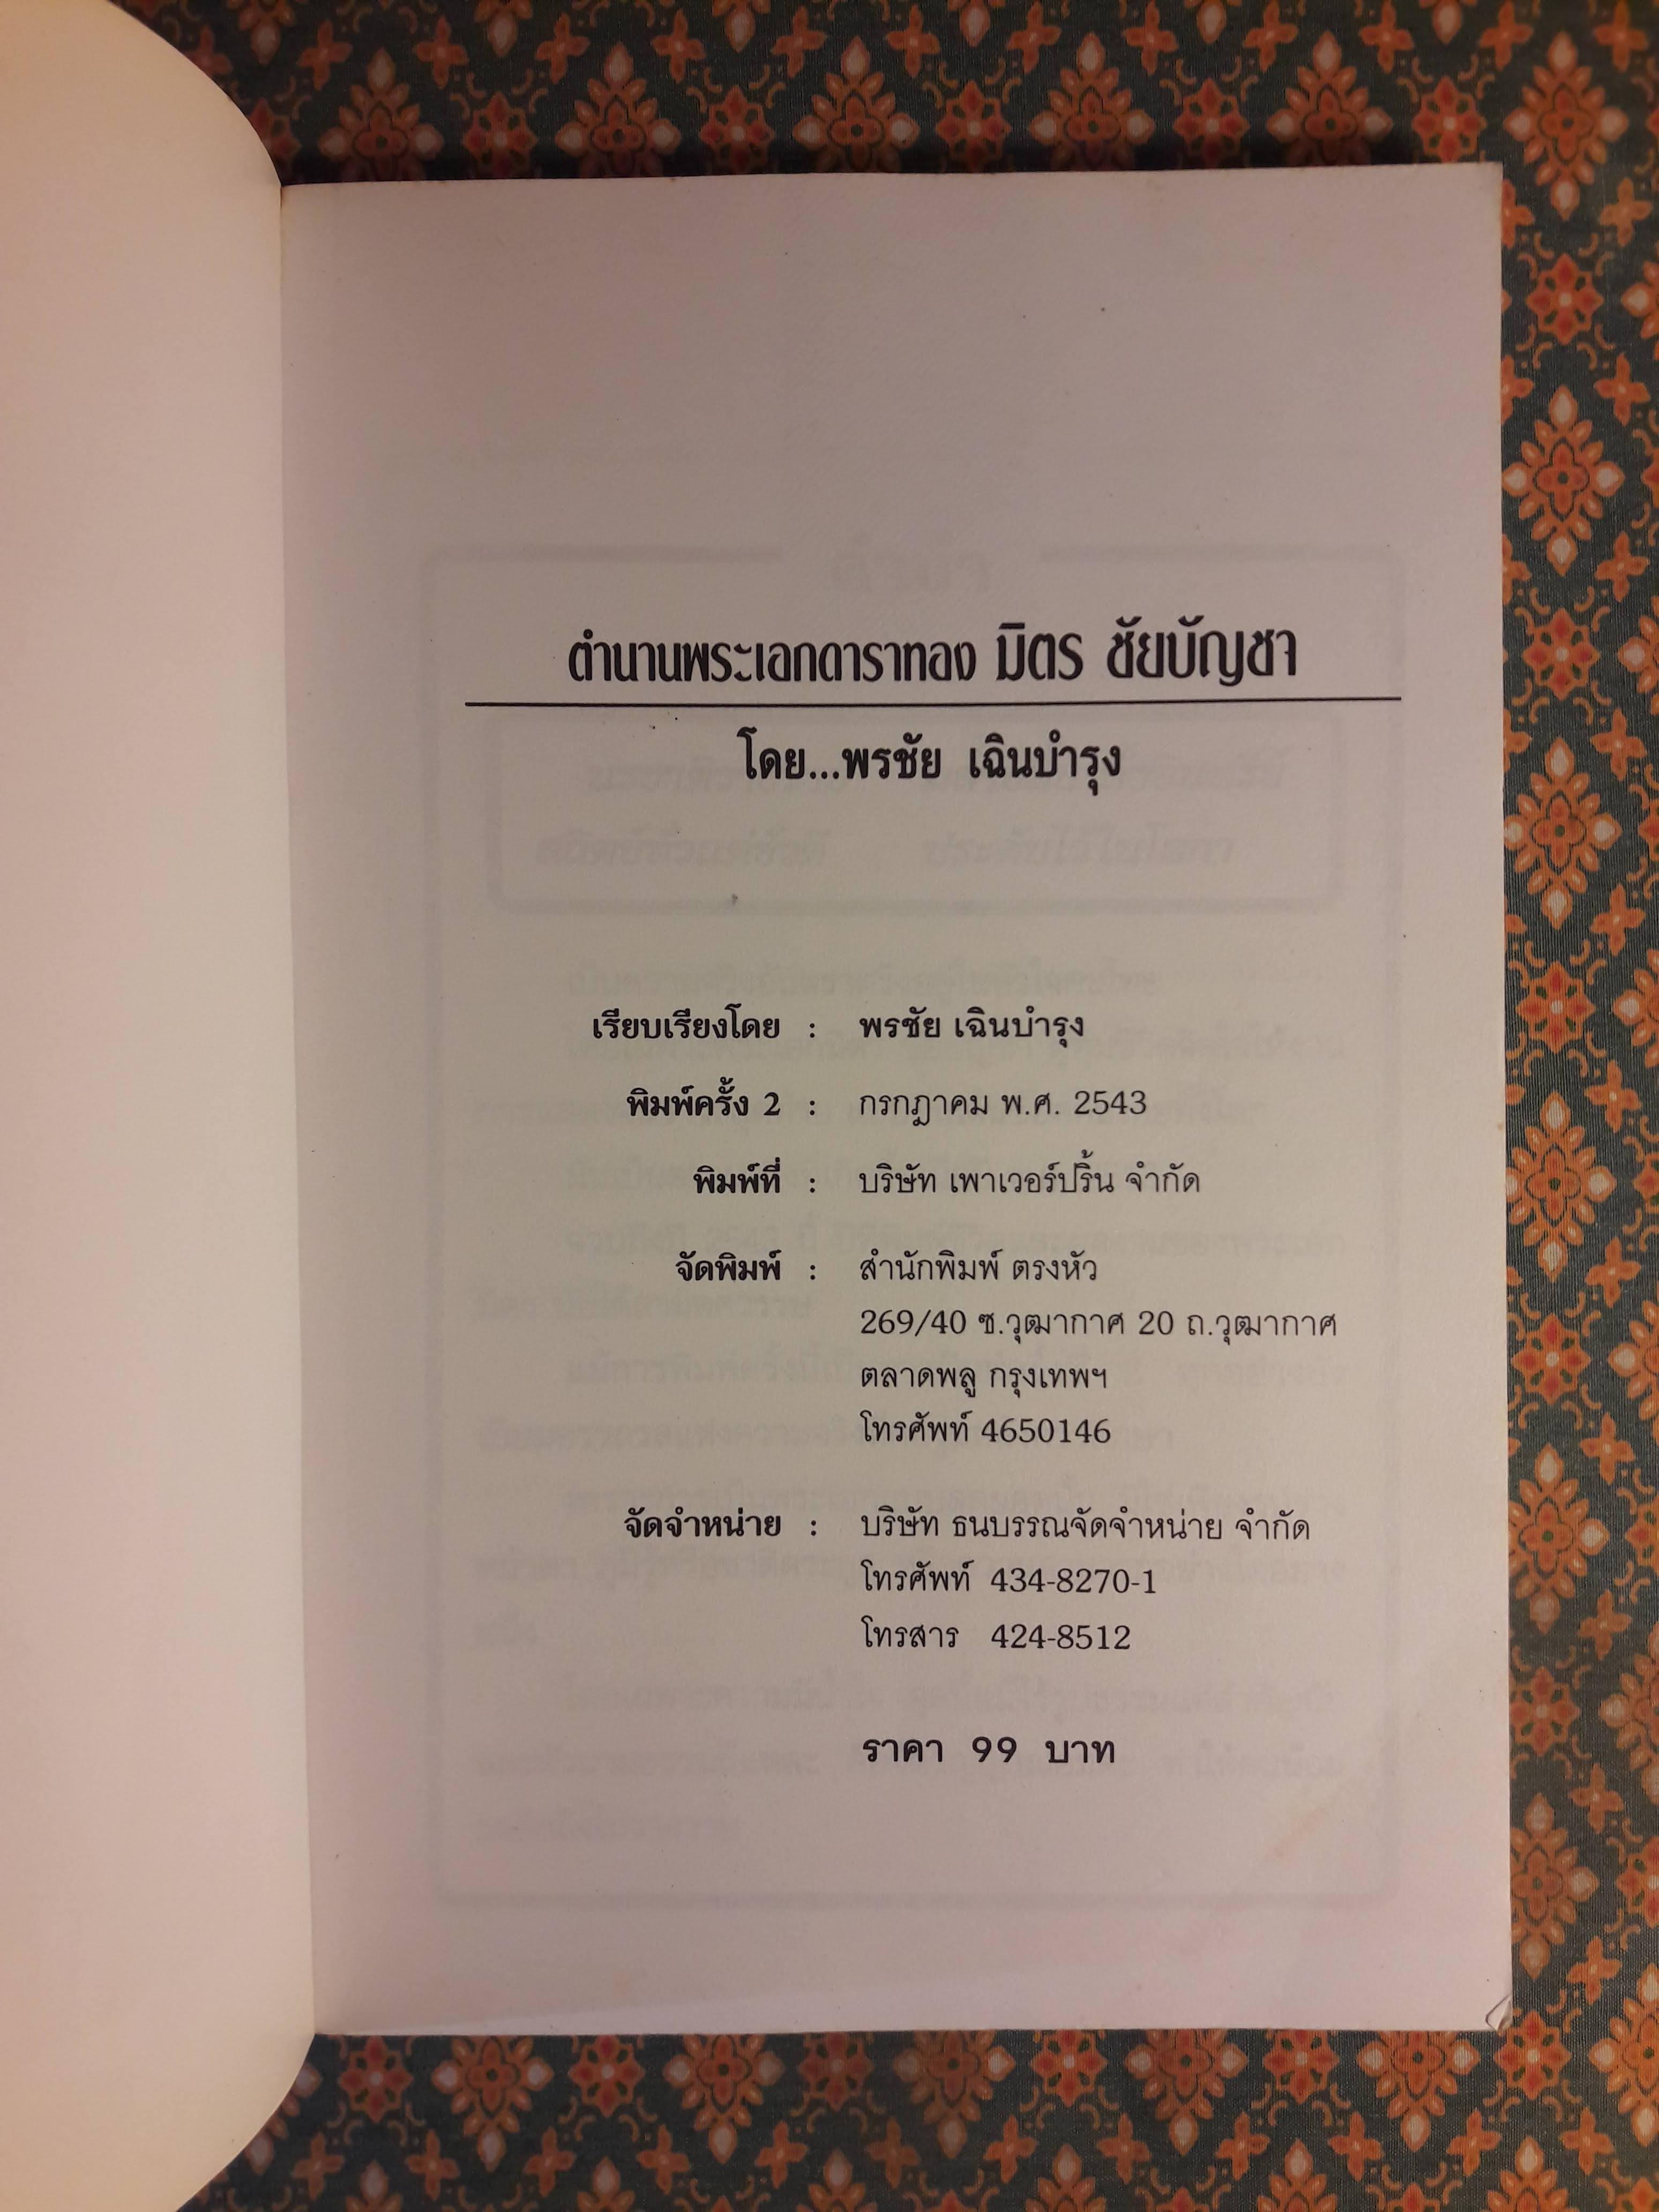 ตำนานพระเอกดาราทอง มิตร ชัยบัญชา
โดย...พรชัย เฉินบำรุง
เรียบเรียงโดย : พรชัย เฉินบำรุง
พิมพ์ครั้ง 2 : กรกฎาคม พ.ศ. 2543
พิมพ์ที่ : บริษัท เพาเวอร์ปริ้น จำกัด
จัดพิมพ์ : สำนักพิมพ์ ตรงหัว
269/40 ซ.วุฒากาศ 20 ถ.วุฒากาศ
ตลาดพลู กรุงเทพฯ
โทรศัพท์ 4650146
จัดจำหน่าย : บริษัท ธนบรรณจัดจำหน่าย จำกัด
โทรศัพท์ 434-8270-1
โทรสาร 424-8512
ราคา 99 บาท